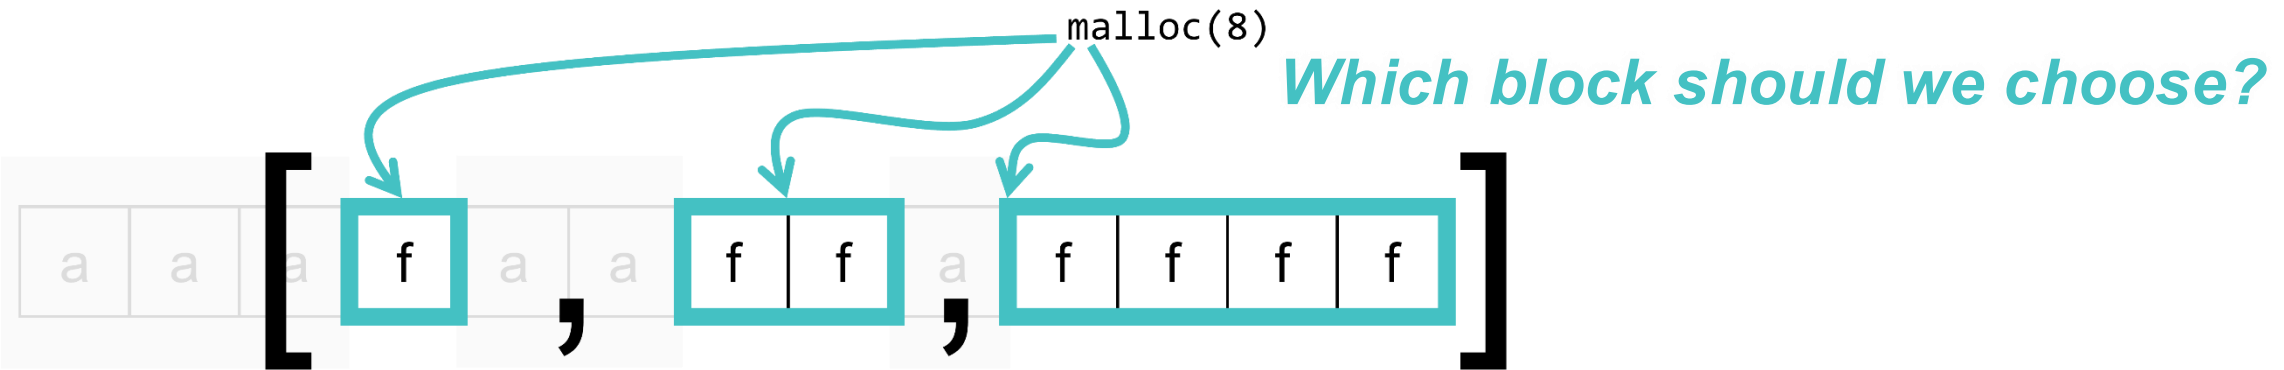 malloc(8)
Which block should we choose?
a a [ a f a , a f f a , f f f f ]